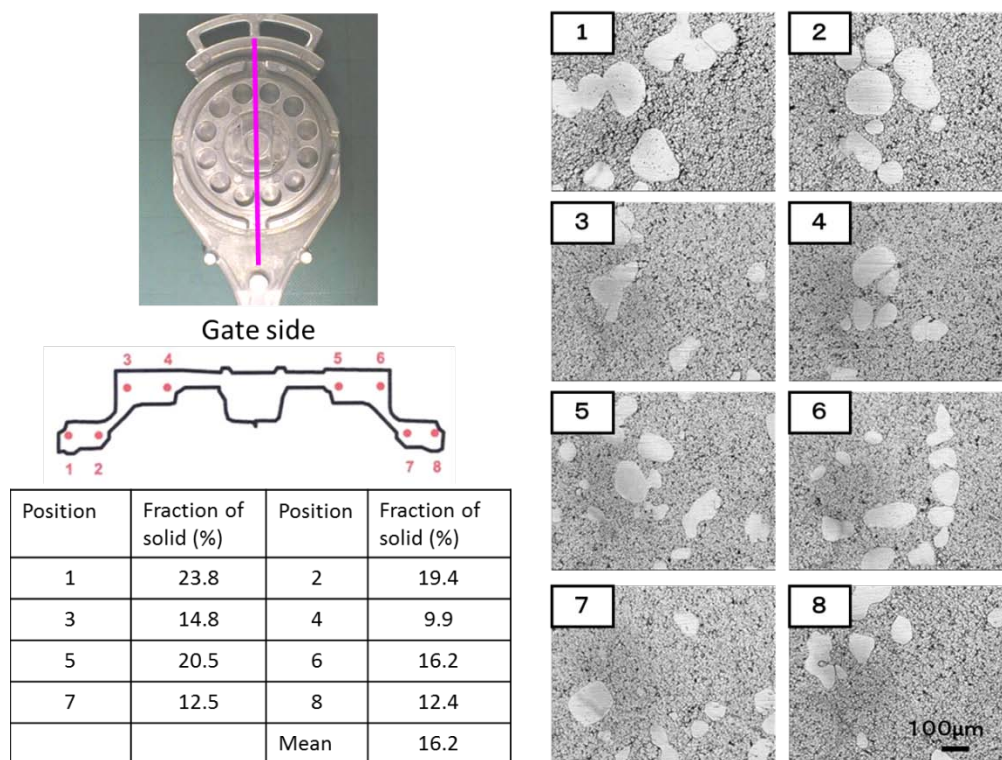 Gate side
3 4 5 6
1 2 7 8
Position Fraction of solid (%) Position Fraction of solid (%)
1 23.8 2 19.4
3 14.8 4 9.9
5 20.5 6 16.2
7 12.5 8 12.4
Mean 16.2
1 2
3 4
5 6
7 8
100μm